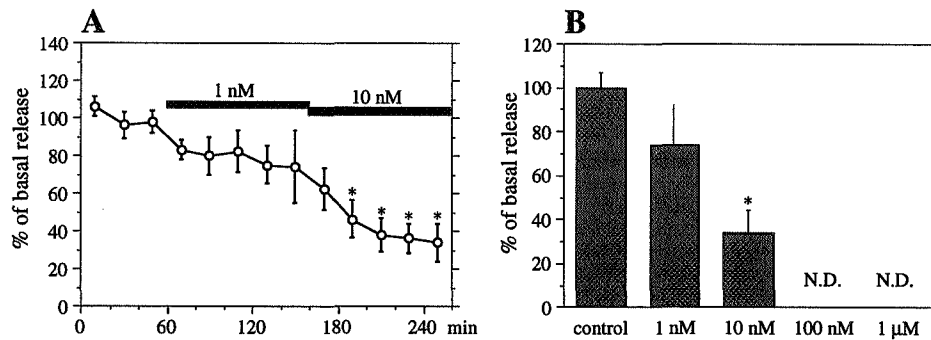 A
% of basal release
140
120
100
80
60
40
20
0
1 nM
10 nM
* * * *
0 60 120 180 240 min
B
% of basal release
120
100
80
60
40
20
0
*
N.D. N.D.
control 1 nM 10 nM 100 nM 1 μM